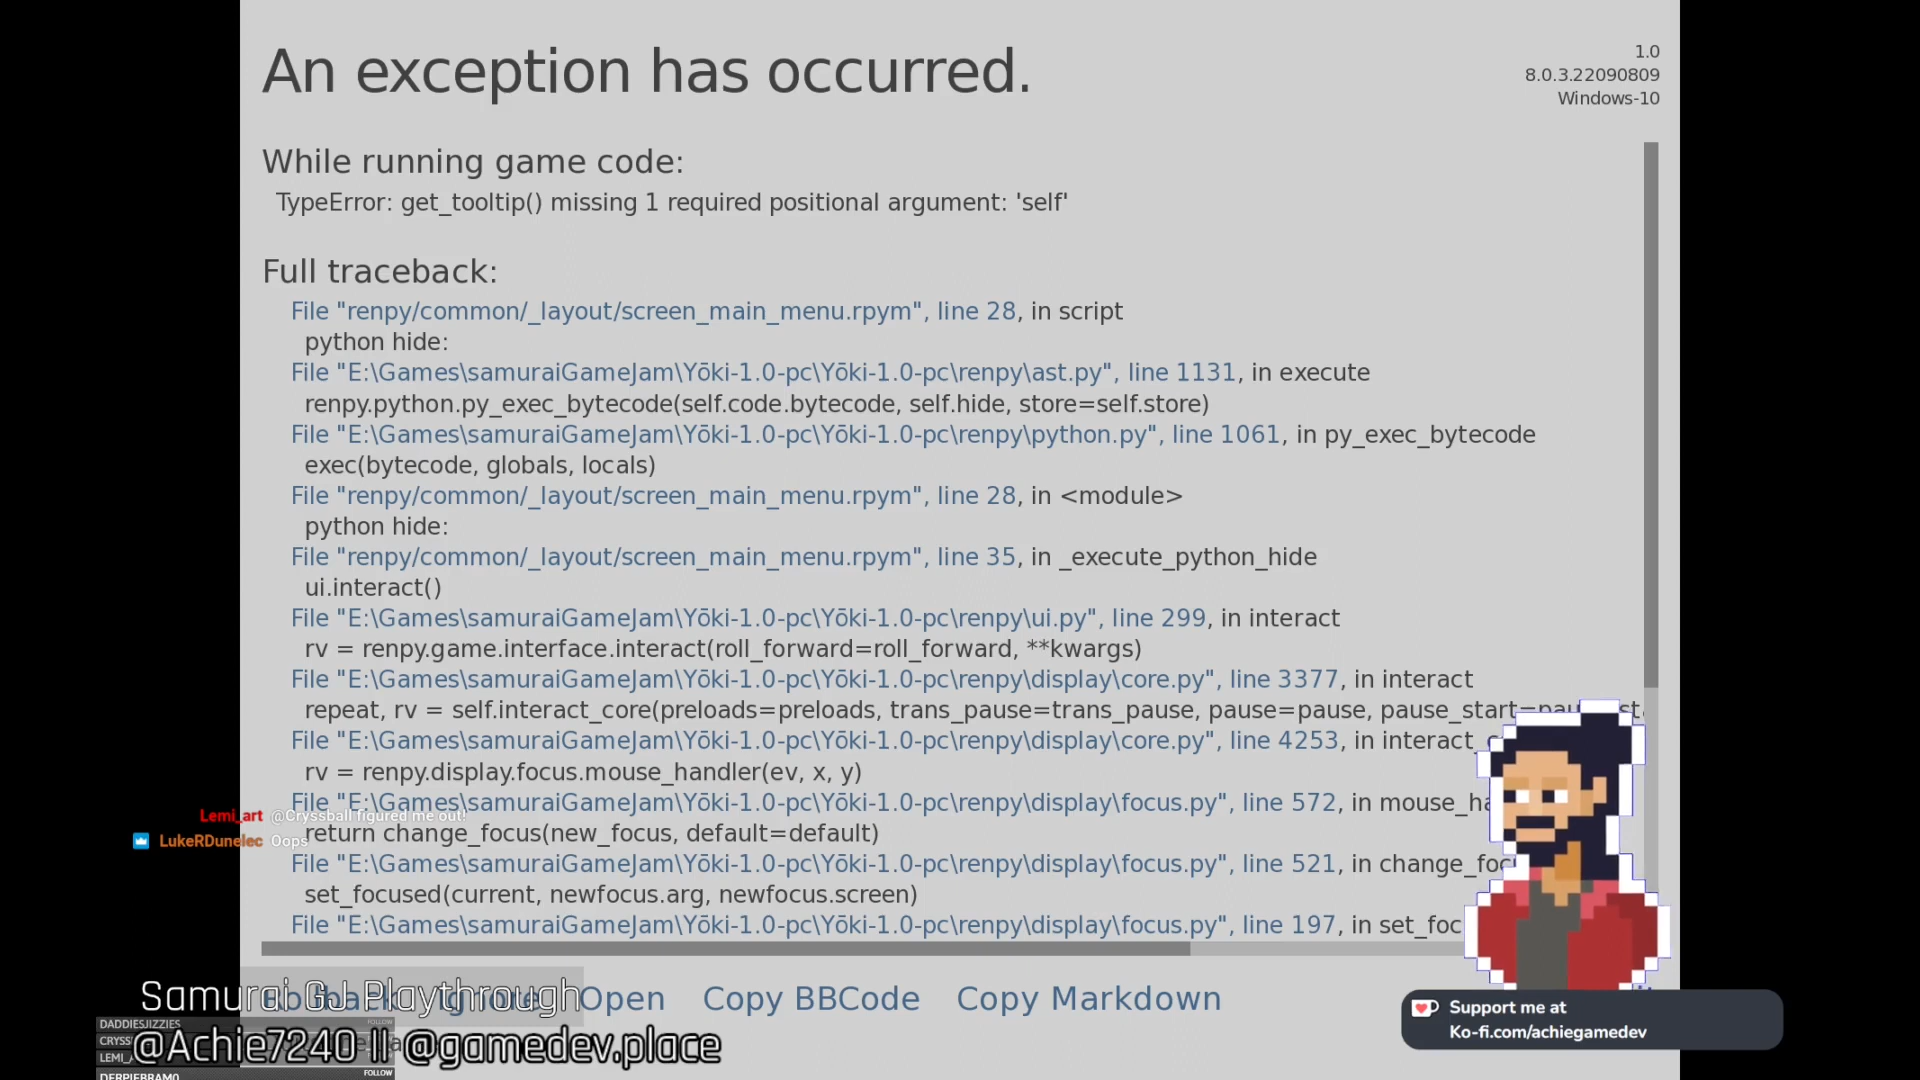 An exception has occurred.
1.0
8.0.3.22090809
Windows-10
While running game code:
TypeError: get_tooltip() missing 1 required positional argument: 'self'
Full traceback:
File "renpy/common/_layout/screen_main_menu.rpym", line 28, in script
python hide:
File "E:\Games\samuraiGameJam\Yōki-1.0-pc\Yōki-1.0-pc\renpy\ast.py", line 1131, in execute
renpy.python.py_exec_bytecode(self.code.bytecode, self.hide, store=self.store)
File "E:\Games\samuraiGameJam\Yōki-1.0-pc\Yōki-1.0-pc\renpy\python.py", line 1061, in py_exec_bytecode
exec(bytecode, globals, locals)
File "renpy/common/_layout/screen_main_menu.rpym", line 28, in <module>
python hide:
File "renpy/common/_layout/screen_main_menu.rpym", line 35, in _execute_python_hide
ui.interact()
File "E:\Games\samuraiGameJam\Yōki-1.0-pc\Yōki-1.0-pc\renpy\ui.py", line 299, in interact
rv = renpy.game.interface.interact(roll_forward=roll_forward, **kwargs)
File "E:\Games\samuraiGameJam\Yōki-1.0-pc\Yōki-1.0-pc\renpy\display\core.py", line 3377, in interact
repeat, rv = self.interact_core(preloads=preloads, trans_pause=trans_pause, pause=pause,
File "E:\Games\samuraiGameJam\Yōki-1.0-pc\Yōki-1.0-pc\renpy\display\core.py", line 4253, in
rv = renpy.display.focus.mouse_handler(ev, x, y)
File "E:\Games\samuraiGameJam\Yōki-1.0-pc\Yōki-1.0-pc\renpy\display\focus.py", line 572, in
Lemi_art @Cryssball figured me out!
return change_focus(new_focus, default=default)
LukeRDunelec Oops
File "E:\Games\samuraiGameJam\Yōki-1.0-pc\Yōki-1.0-pc\renpy\display\focus.py", line 521, in
set_focused(current, newfocus.arg, newfocus.screen)
File "E:\Games\samuraiGameJam\Yōki-1.0-pc\Yōki-1.0-pc\renpy\display\focus.py", line 197, in
Samurai GJ Playthrough
Open Copy BBCode Copy Markdown
Support me at
Ko-fi.com/achiegamedev
DADDIESJIZZIES FOLLOW
@Achie7240 || @gamedev.place
DERPIEBRAM0 FOLLOW